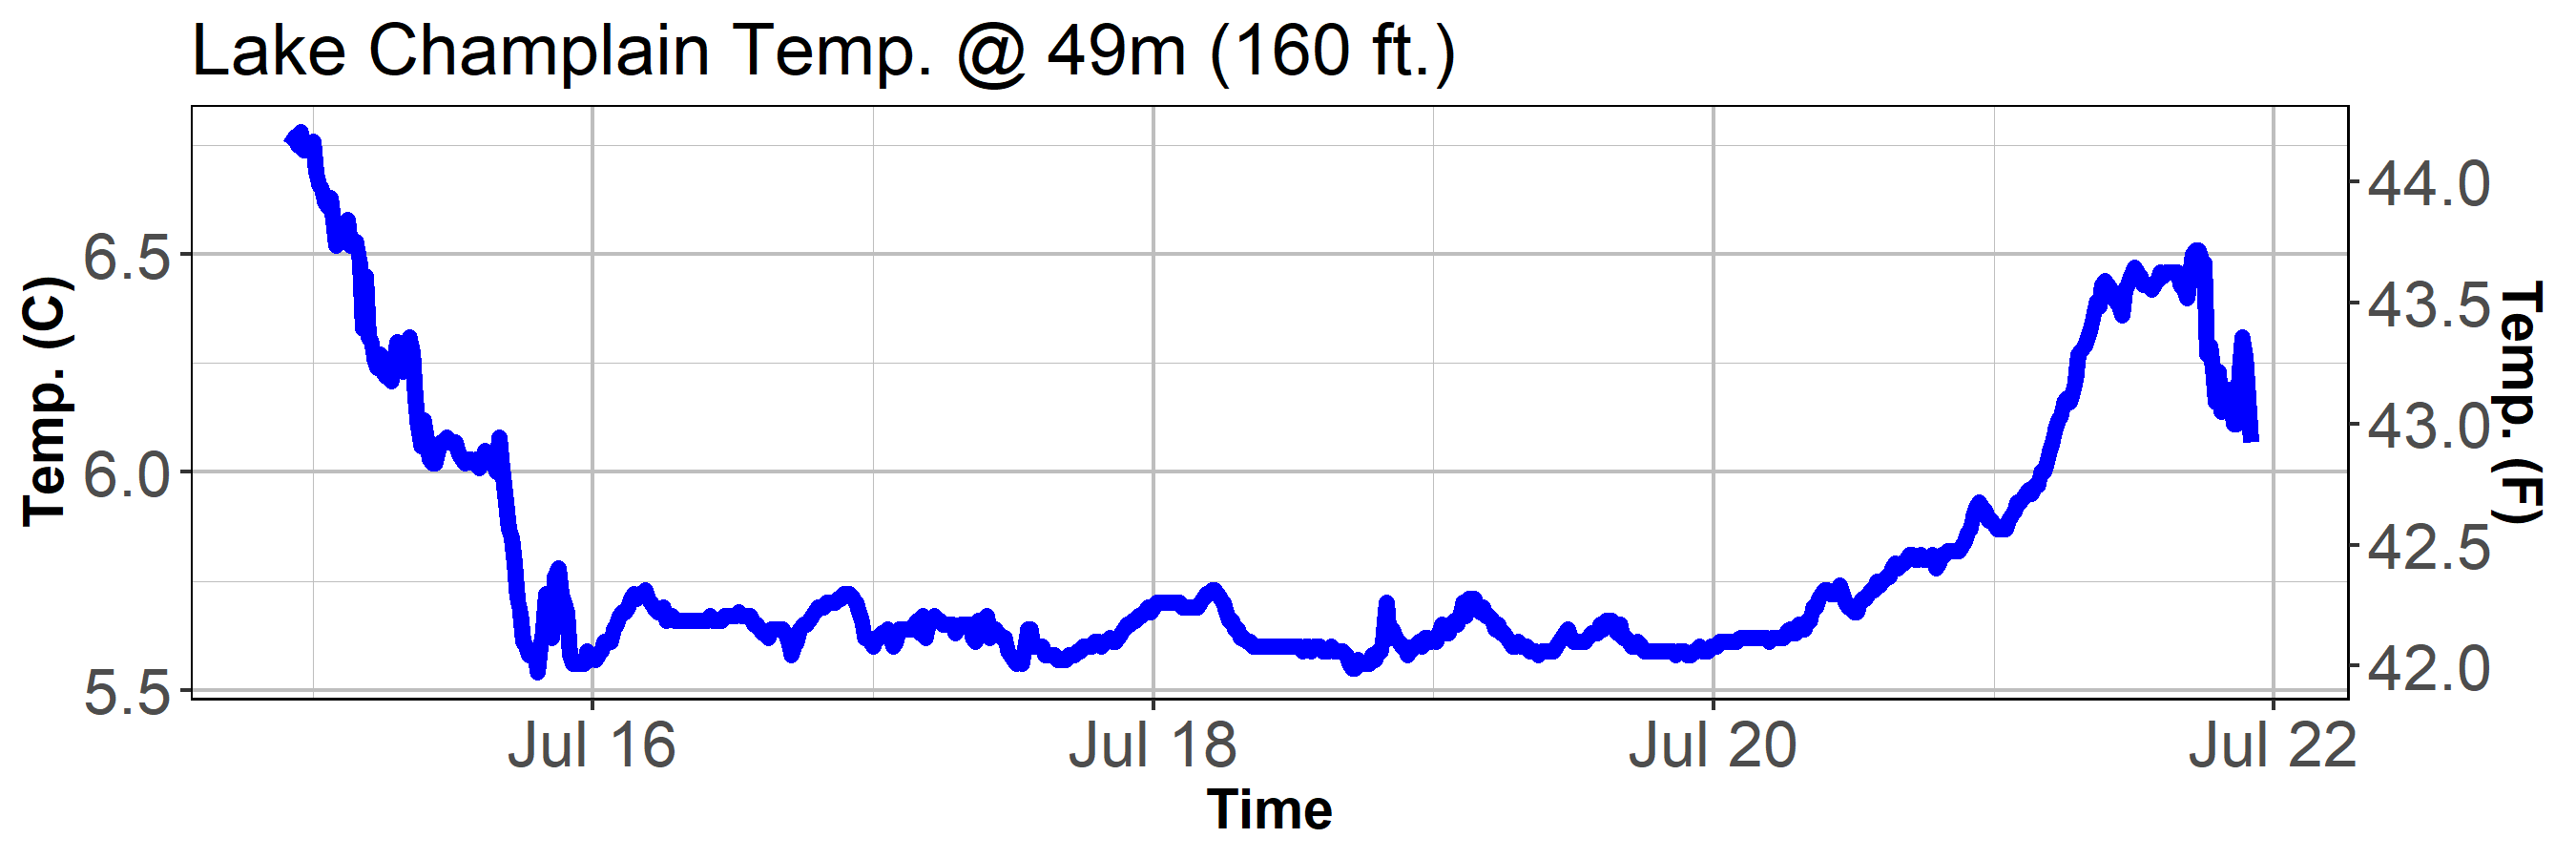 Lake Champlain Temp. @ 49m (160 ft.)
Temp. (C)
6.5
6.0
5.5
44.0
43.5
43.0
42.5
42.0
Temp. (F)
Jul 16 Jul 18 Jul 20 Jul 22
Time